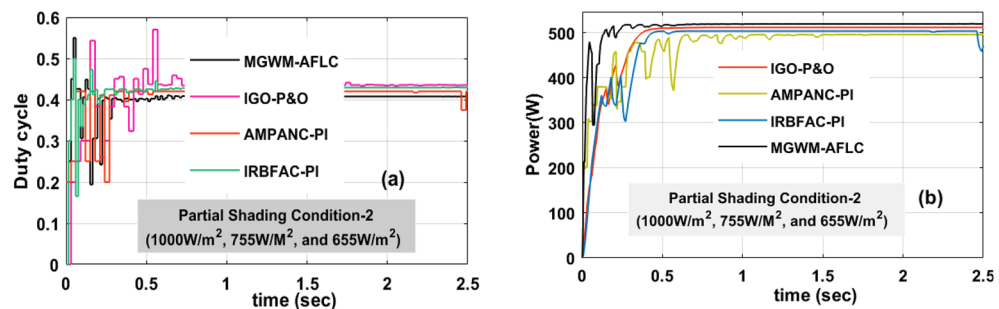 0.6
0.5
0.4
0.3
0.2
0.1
0
Duty cycle
MGWM-AFLC
IGO-P&O
AMPANC-PI
IRBFAC-PI
(a)
Partial Shading Condition-2
(1000W/m2, 755W/M2, and 655W/m2)
0 0.5 1 1.5 2 2.5
time (sec)
500
400
300
200
100
0
Power(W)
IGO-P&O
AMPANC-PI
IRBFAC-PI
MGWM-AFLC
Partial Shading Condition-2
(1000W/m2, 755W/M2, and 655W/m2)
(b)
0 0.5 1 1.5 2 2.5
time (sec)